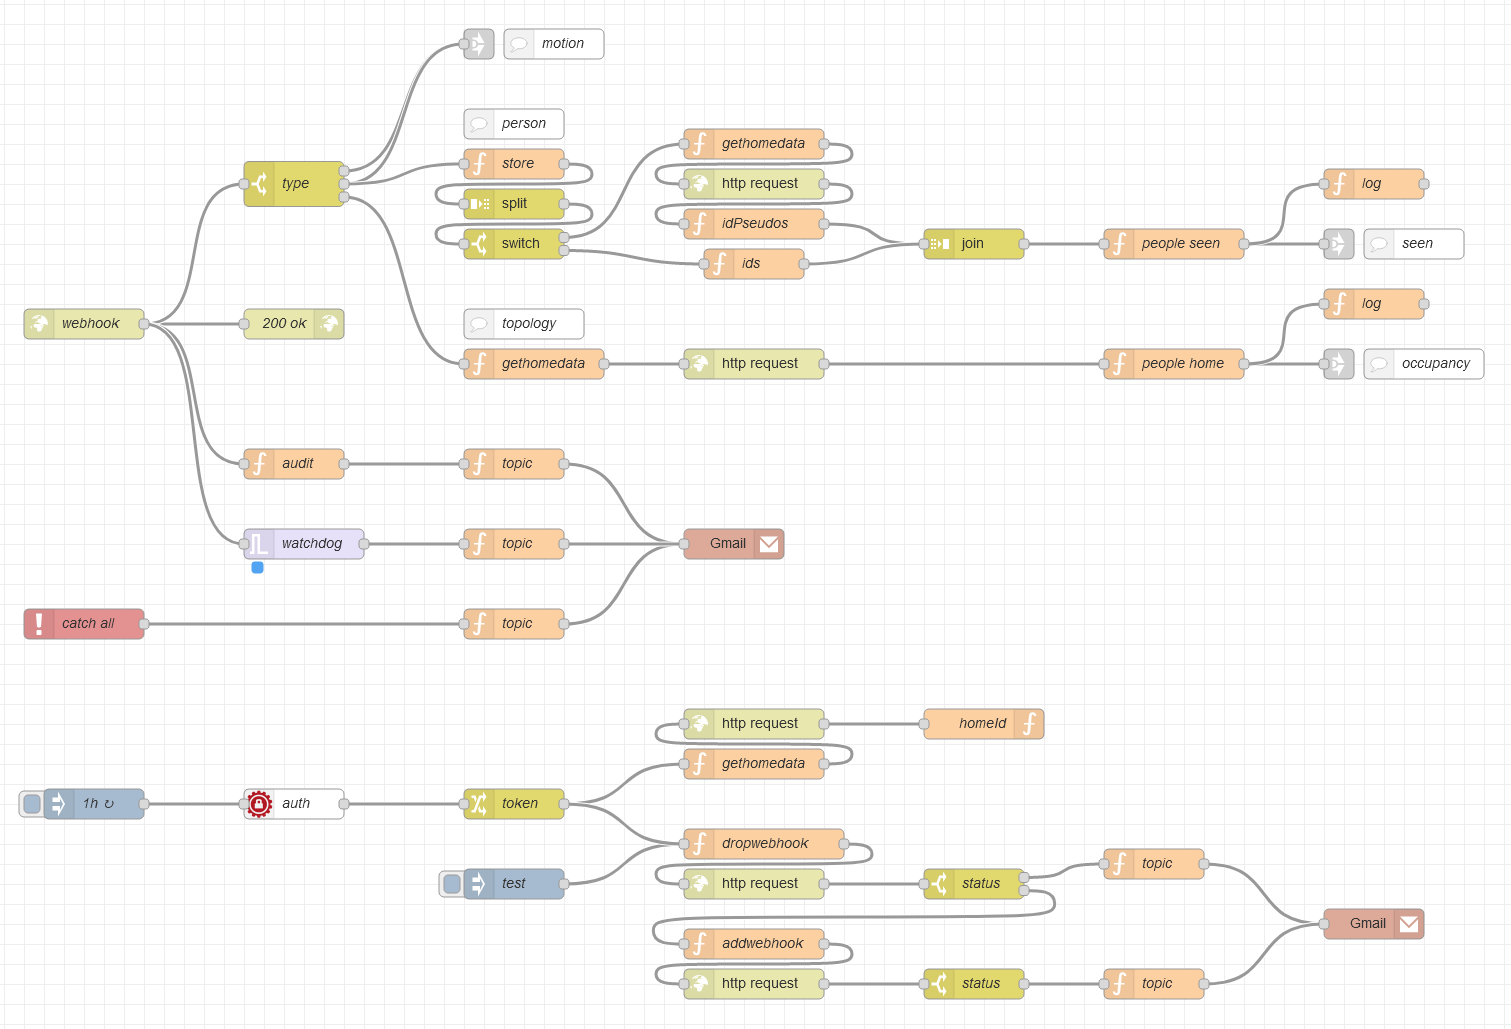 motion
person
gethomedata
store
type
http request
log
split
idPseudos
switch
join
people seen
seen
ids
webhook
200 ok
topology
log
gethomedata
http request
people home
occupancy
audit
topic
watchdog
topic
Gmail
catch all
topic
http request
homeId
gethomedata
1h ↻
auth
token
dropwebhook
topic
test
http request
status
Gmail
addwebhook
http request
status
topic